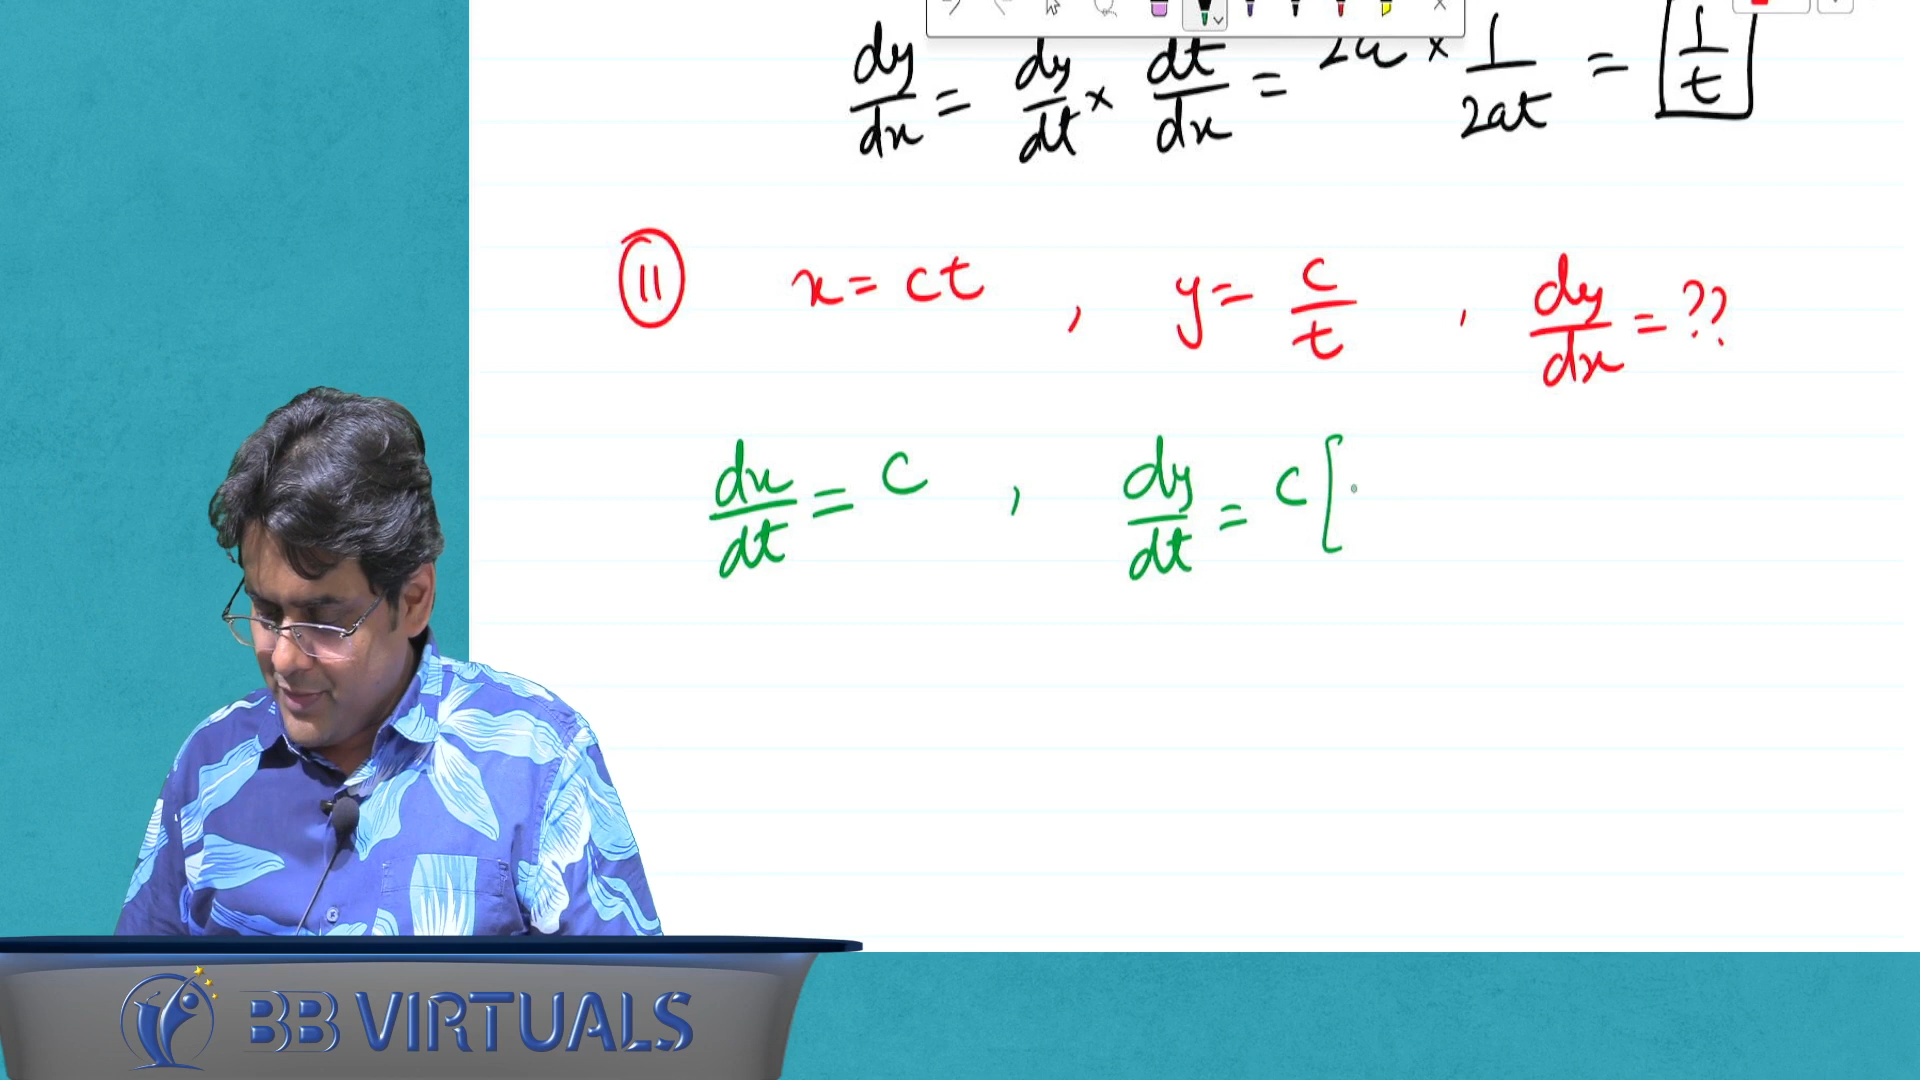 dy/dx = dy/dt × dt/dx = 2a × 1/2at = 1/t
11 x = ct , y = c/t , dy/dx = ??
dx/dt = c , dy/dt = c [
BB VIRTUALS